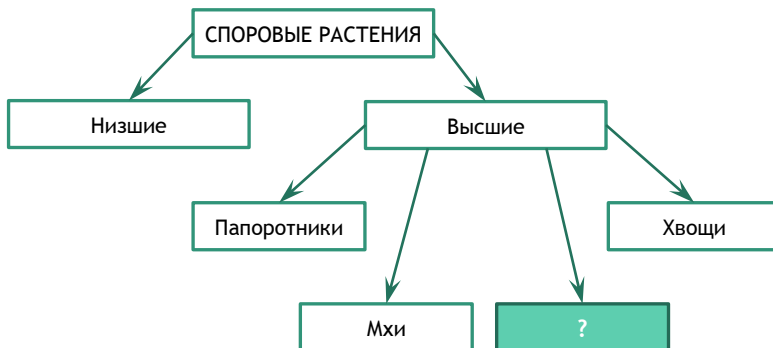 СПОРОВЫЕ РАСТЕНИЯ
Низшие
Высшие
Папоротники
Хвощи
Мхи
?